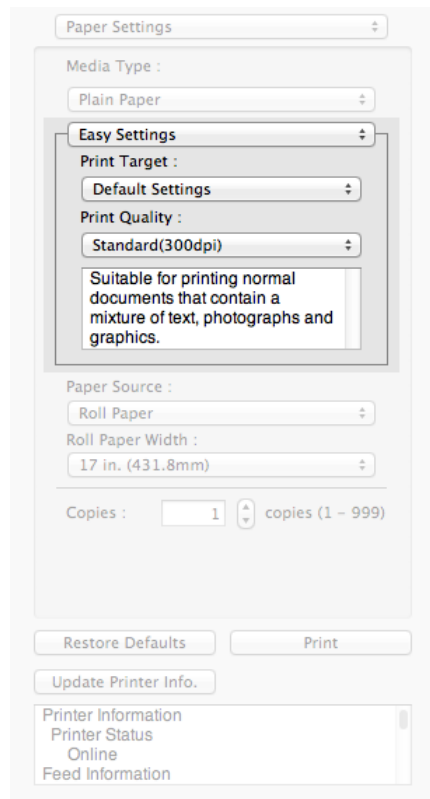 Paper Settings
Media Type :
Plain Paper
Easy Settings
Print Target :
Default Settings
Print Quality :
Standard(300dpi)
Suitable for printing normal
documents that contain a
mixture of text, photographs and
graphics.
Paper Source :
Roll Paper
Roll Paper Width :
17 in. (431.8mm)
Copies : 1 copies (1 – 999)
Restore Defaults Print
Update Printer Info.
Printer Information
Printer Status
Online
Feed Information